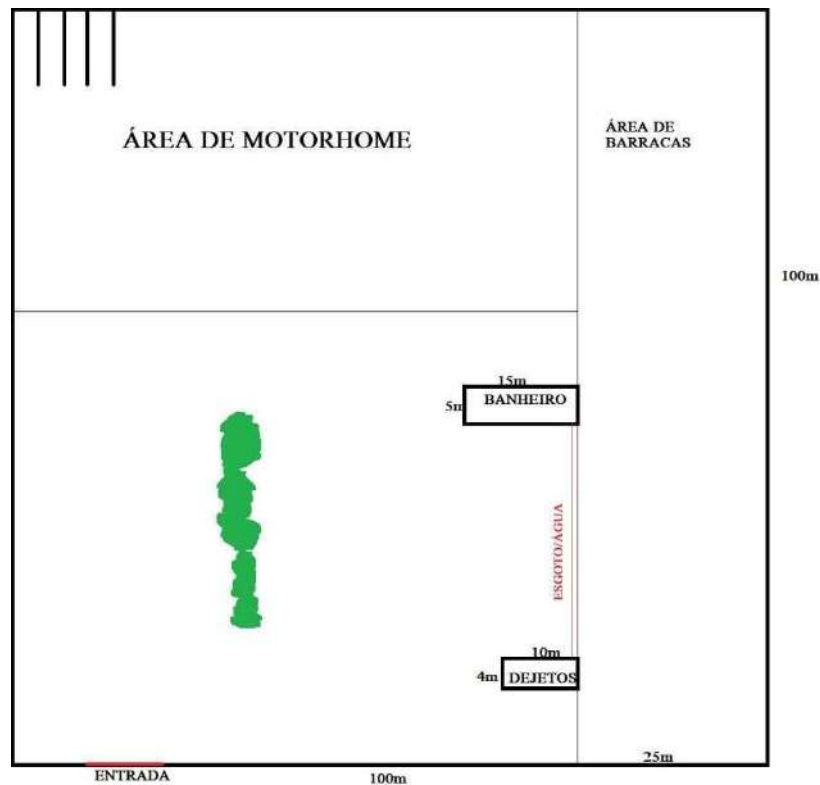 ÁREA DE MOTORHOME
ÁREA DE
BARRACAS
100m
15m
5m
BANHEIRO
ESGOTO/ÁGUA
10m
4m
DEJETOS
25m
ENTRADA
100m